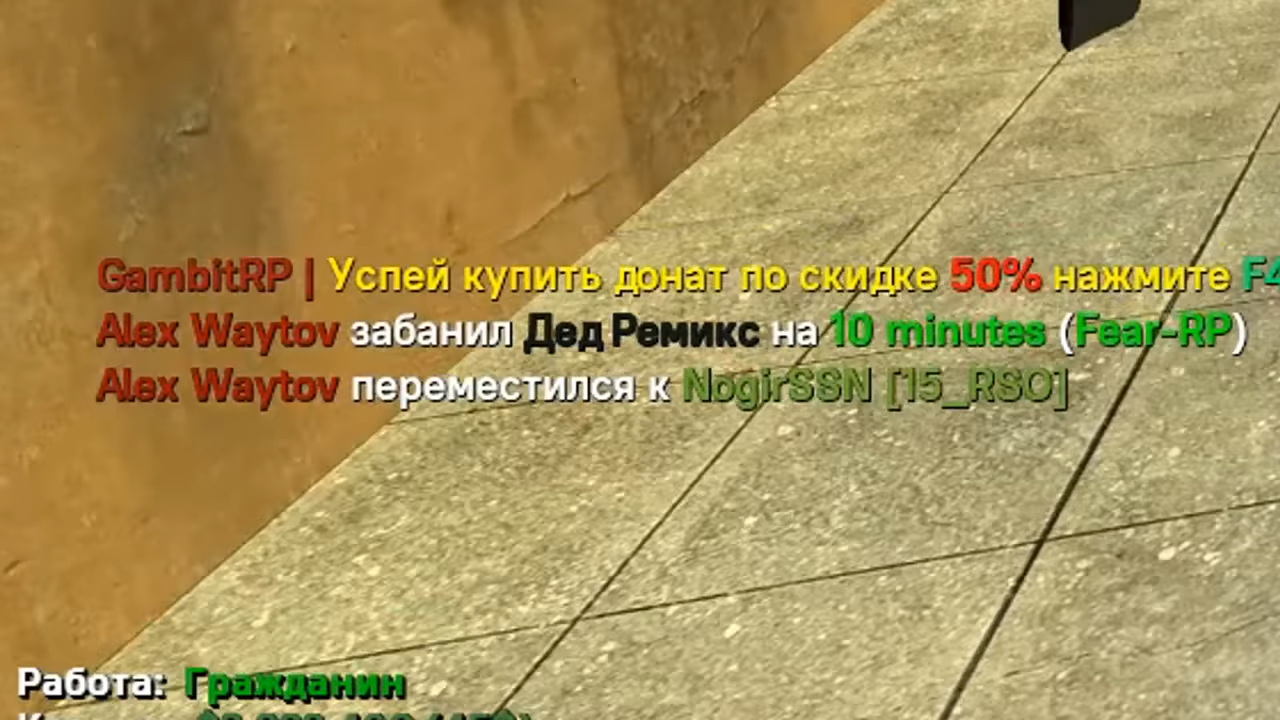 GambitRP | Успей купить донат по скидке 50% нажмите F4
Alex Waytov забанил Дед Ремикс на 10 minutes (Fear-RP)
Alex Waytov переместился к NogirSSN [15_RSO]
Работа: Гражданин